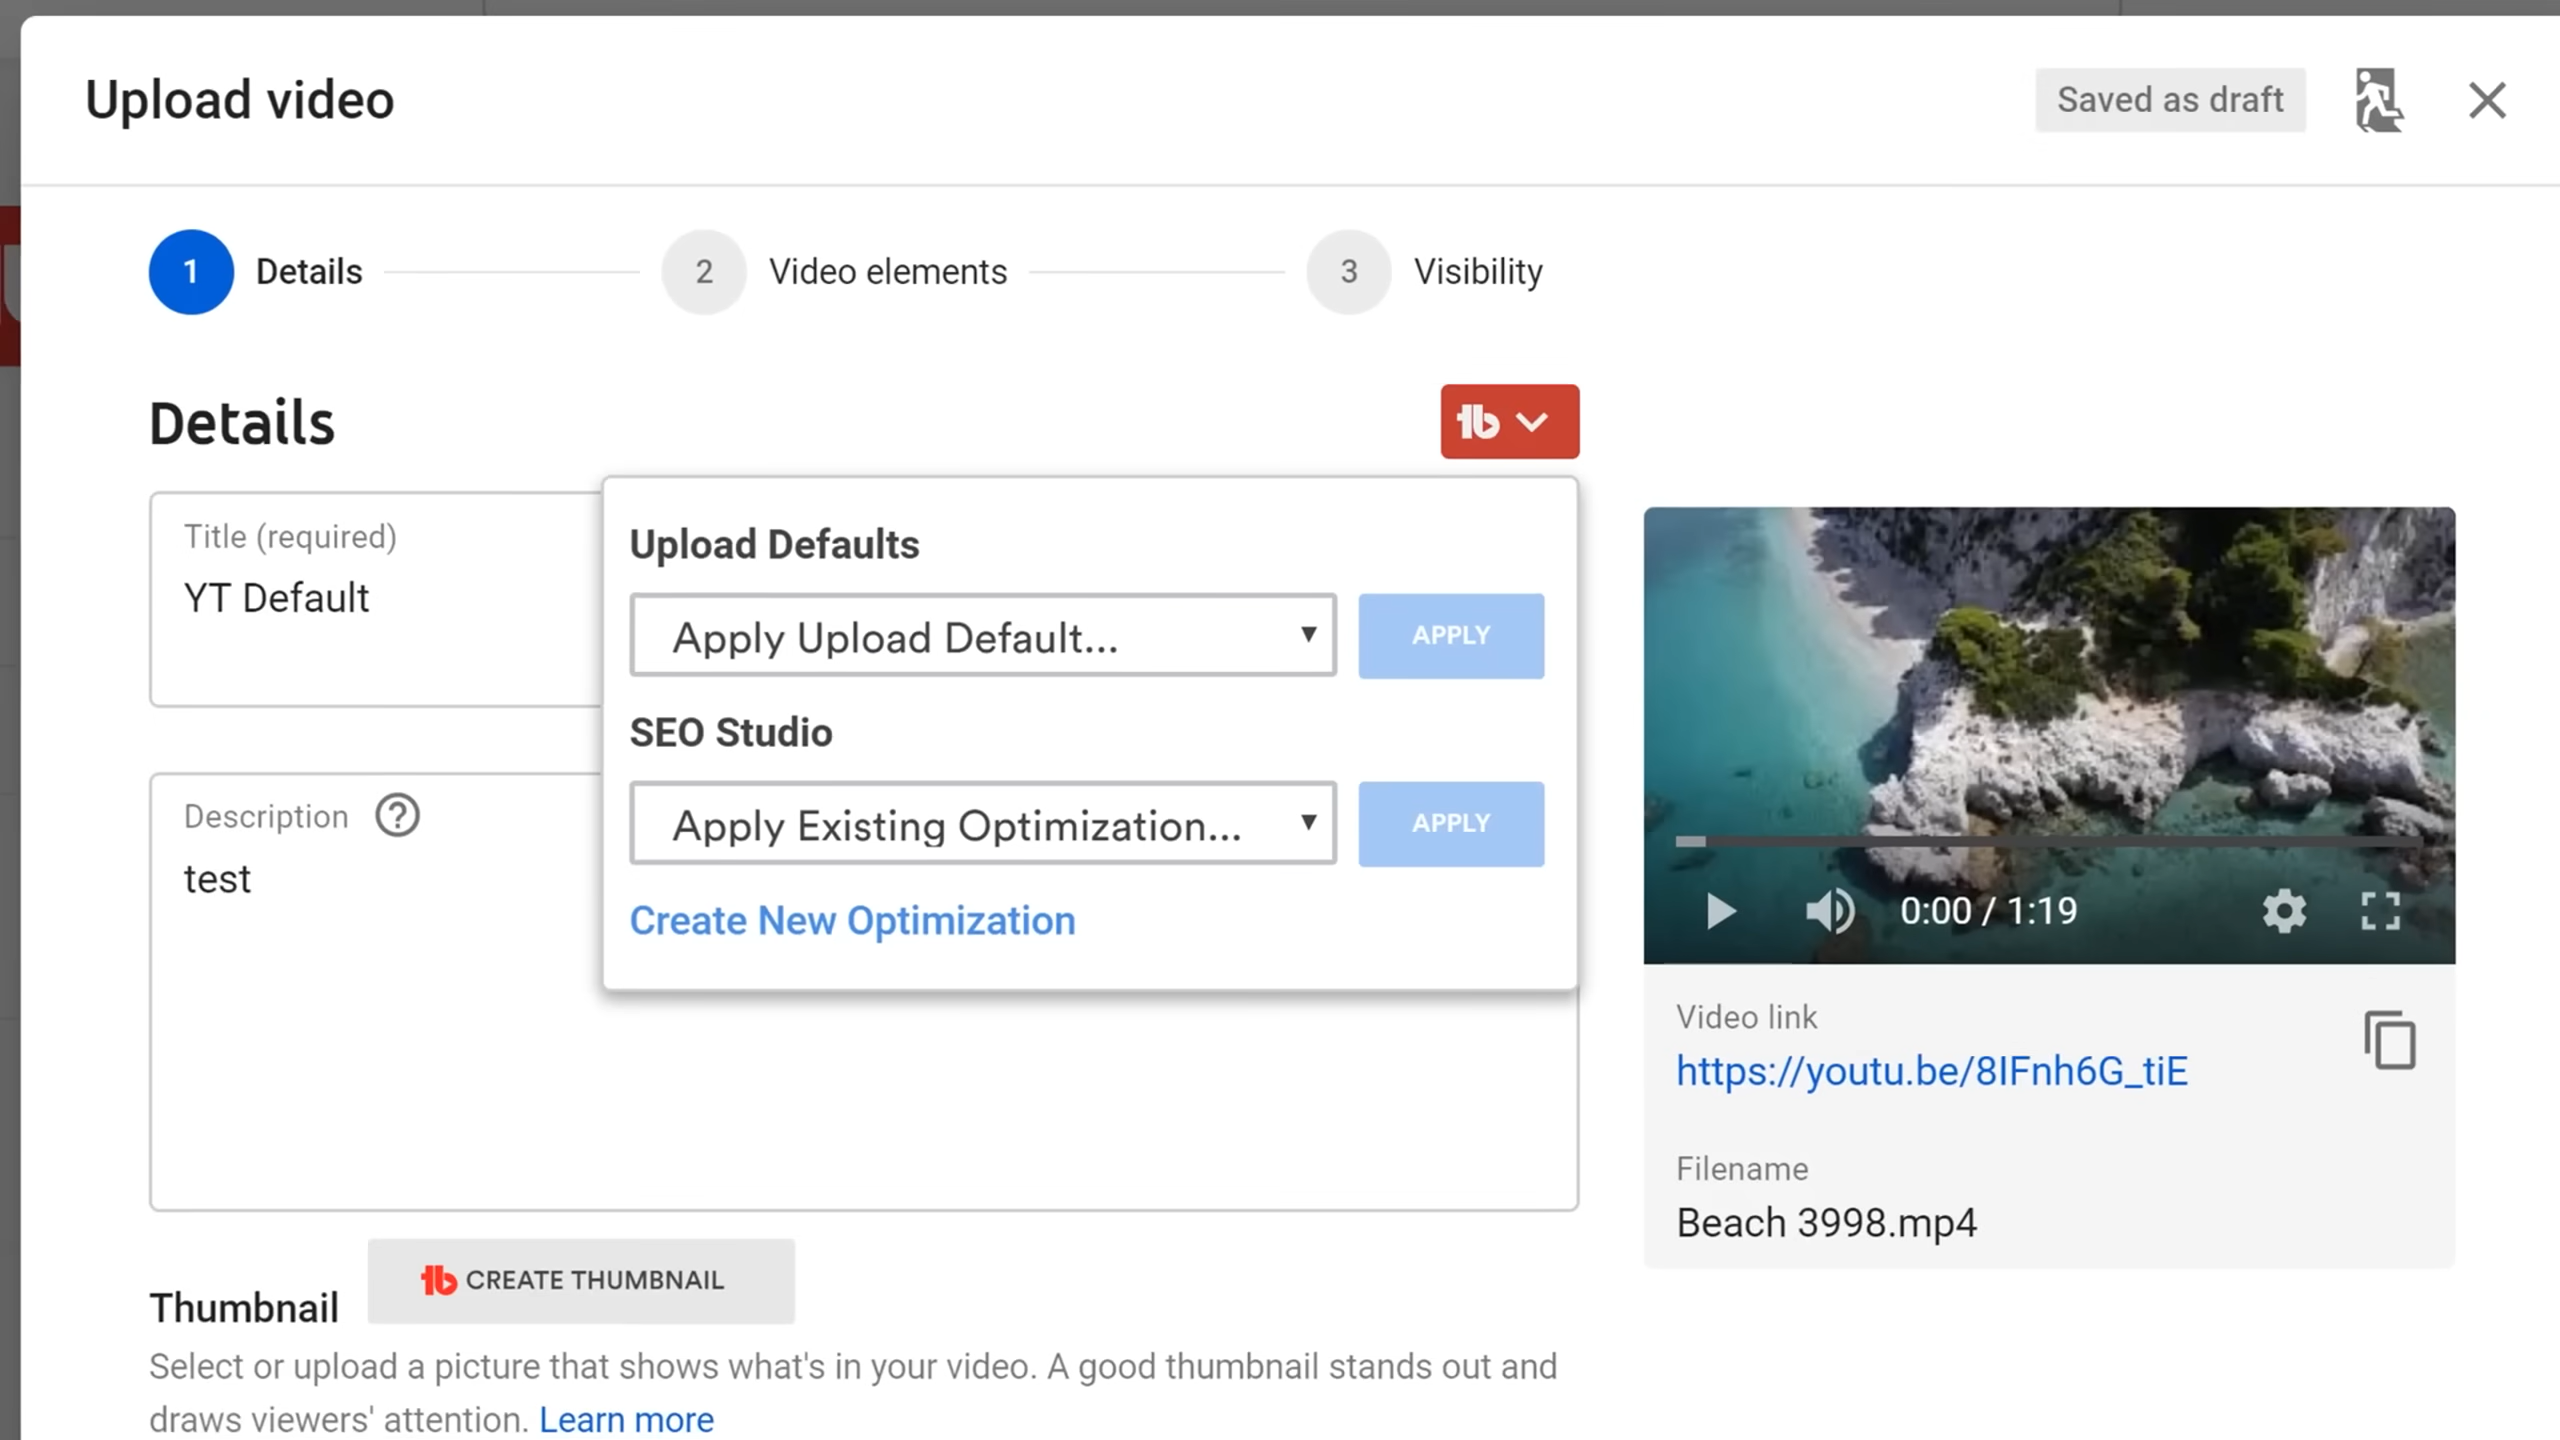 Upload video
Saved as draft
1 Details
2 Video elements
3 Visibility
Details
tb
Title (required)
YT Default
Upload Defaults
Apply Upload Default...
APPLY
SEO Studio
Apply Existing Optimization...
APPLY
Create New Optimization
Description ?
test
0:00 / 1:19
Video link
https://youtu.be/8IFnh6G_tiE
Filename
Beach 3998.mp4
Thumbnail
tb CREATE THUMBNAIL
Select or upload a picture that shows what's in your video. A good thumbnail stands out and
draws viewers' attention. Learn more